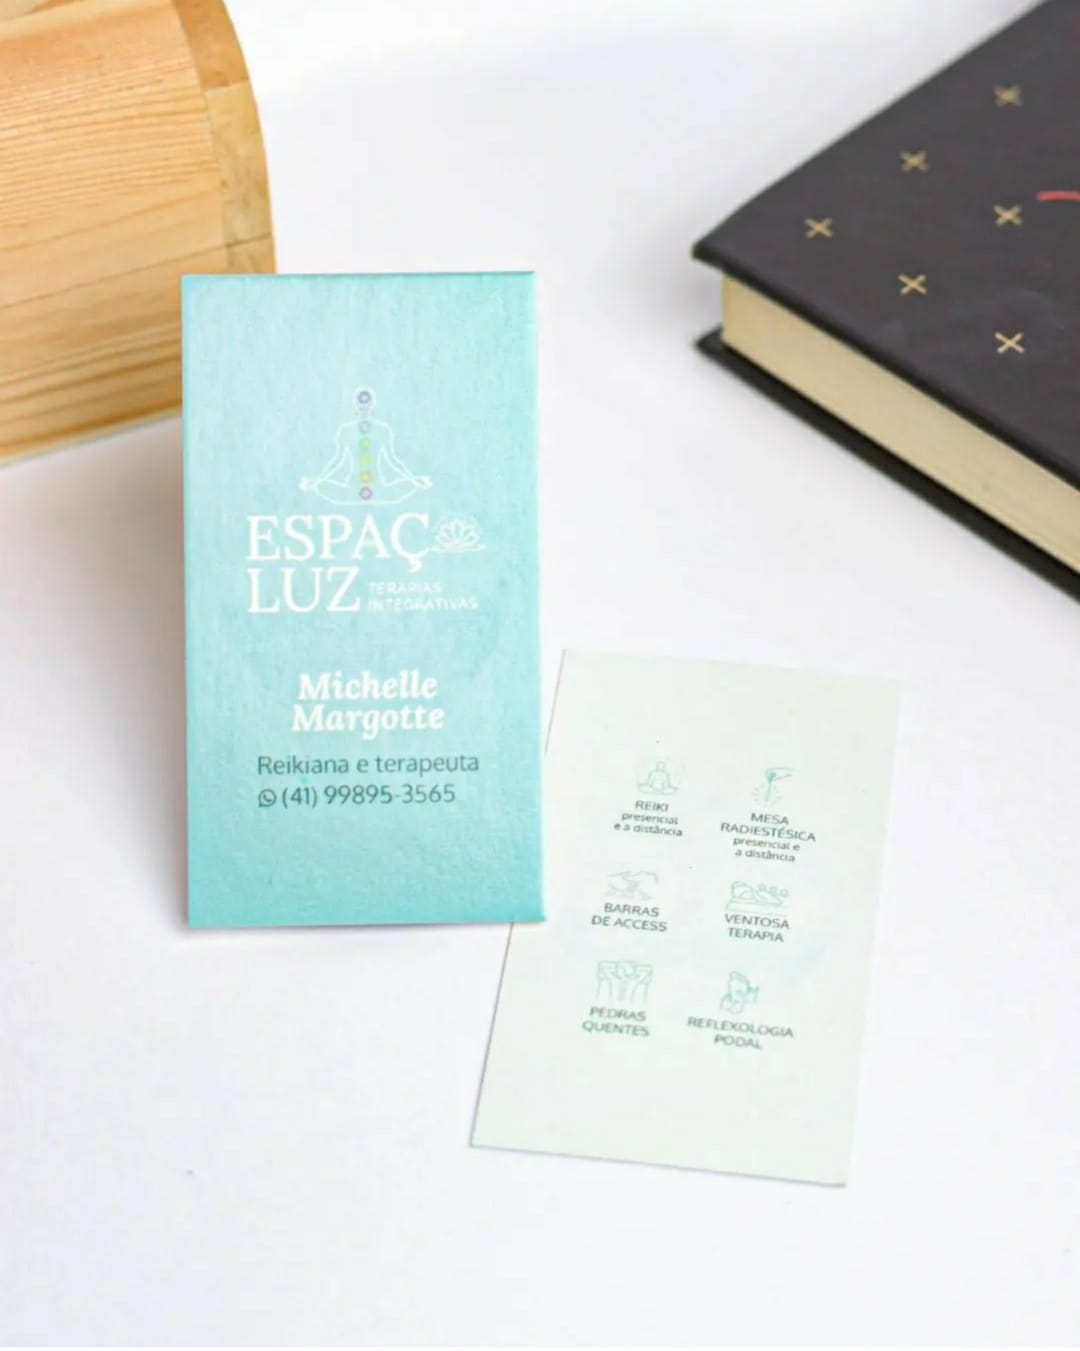 ESPAÇ
LUZ
TERARIAS
INTEGRATIVAS
Michelle
Margotte
Reikiana e terapeuta
(41) 99895-3565
REIKI
presencial
e a distância
MESA
RADIESTÉSICA
presencial e
a distância
BARRAS
DE ACCESS
VENTOSA
TERAPIA
PEDRAS
QUENTES
REFLEXOLOGIA
PODAL